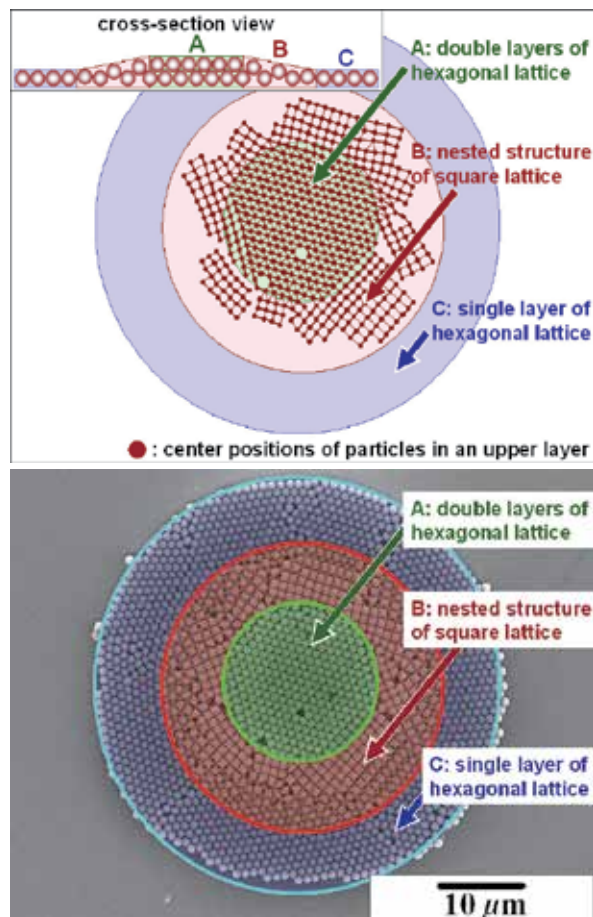 cross-section view
A
B
C
A: double layers of
hexagonal lattice
B: nested structure
of square lattice
C: single layer of
hexagonal lattice
: center positions of particles in an upper layer
A: double layers of
hexagonal lattice
B: nested structure
of square lattice
C: single layer of
hexagonal lattice
10 μm